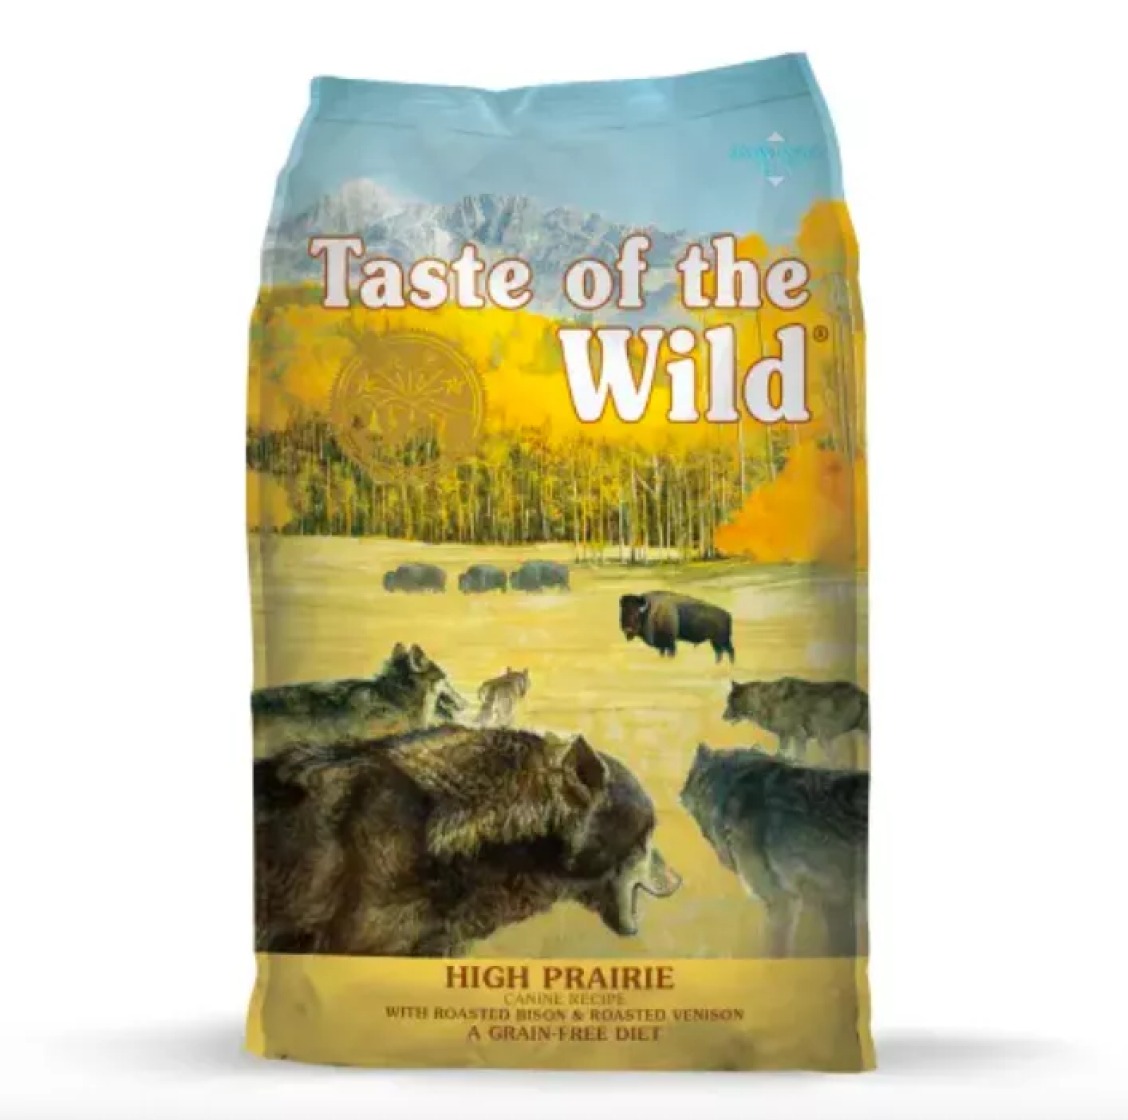 Taste of the
Wild®
HIGH PRAIRIE
CANINE RECIPE
WITH ROASTED BISON & ROASTED VENISON
A GRAIN-FREE DIET